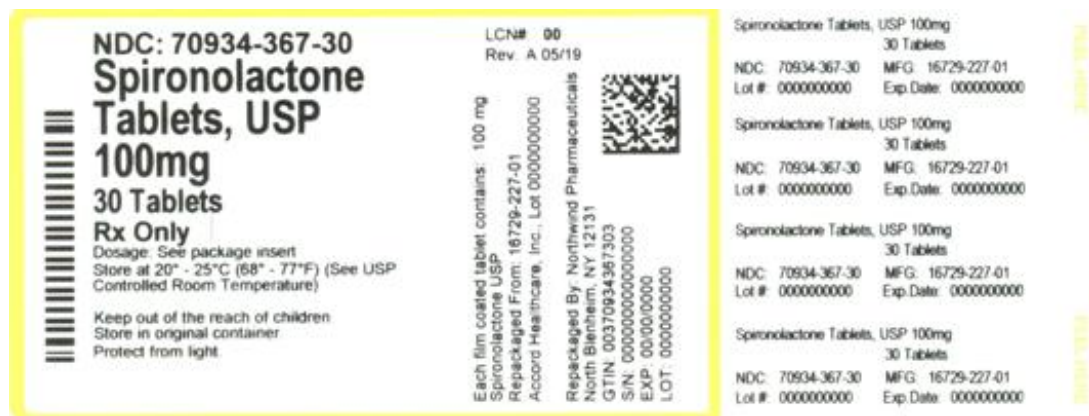 NDC: 70934-367-30
Spironolactone
Tablets, USP
100mg
30 Tablets
Rx Only
Dosage: See package insert
Store at 20° - 25°C (68° - 77°F) (See USP
Controlled Room Temperature)
Keep out of the reach of children
Store in original container
Protect from light
LCN# 00
Rev. A 05/19
Each film coated tablet contains: 100 mg
Spironolactone USP
Repackaged From: 16729-227-01
Accord Healthcare, Inc., Lot 0000000000
Repackaged By: Northwind Pharmaceuticals
North Blenheim, NY 12131
GTIN: 00370934367303
S/N: 00000000000000
EXP: 00/00/0000
LOT: 0000000000
Spironolactone Tablets, USP 100mg
30 Tablets
NDC: 70934-367-30 MFG: 16729-227-01
Lot #: 0000000000 Exp.Date: 0000000000
Spironolactone Tablets, USP 100mg
30 Tablets
NDC: 70934-367-30 MFG: 16729-227-01
Lot #: 0000000000 Exp.Date: 0000000000
Spironolactone Tablets, USP 100mg
30 Tablets
NDC: 70934-367-30 MFG: 16729-227-01
Lot #: 0000000000 Exp.Date: 0000000000
Spironolactone Tablets, USP 100mg
30 Tablets
NDC: 70934-367-30 MFG: 16729-227-01
Lot #: 0000000000 Exp.Date: 0000000000